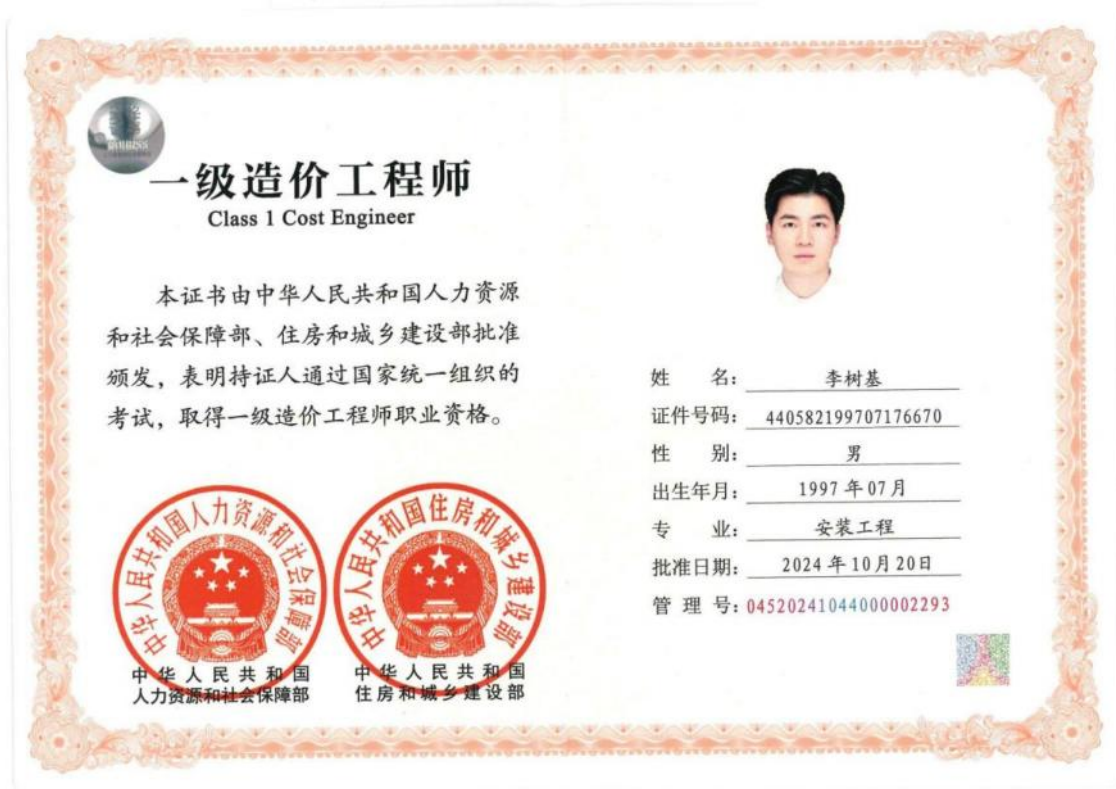 一级造价工程师
Class 1 Cost Engineer
本证书由中华人民共和国人力资源
和社会保障部、住房和城乡建设部批准
颁发，表明持证人通过国家统一组织的
考试，取得一级造价工程师职业资格。
中华人民共和国人力资源和社会保障部
中华人民共和国住房和城乡建设部
中华人民共和国
人力资源和社会保障部
中华人民共和国
住房和城乡建设部
姓 名：李树基
证件号码：440582199707176670
性 别：男
出生年月：1997年07月
专 业：安装工程
批准日期：2024年10月20日
管 理 号：04520241044000002293